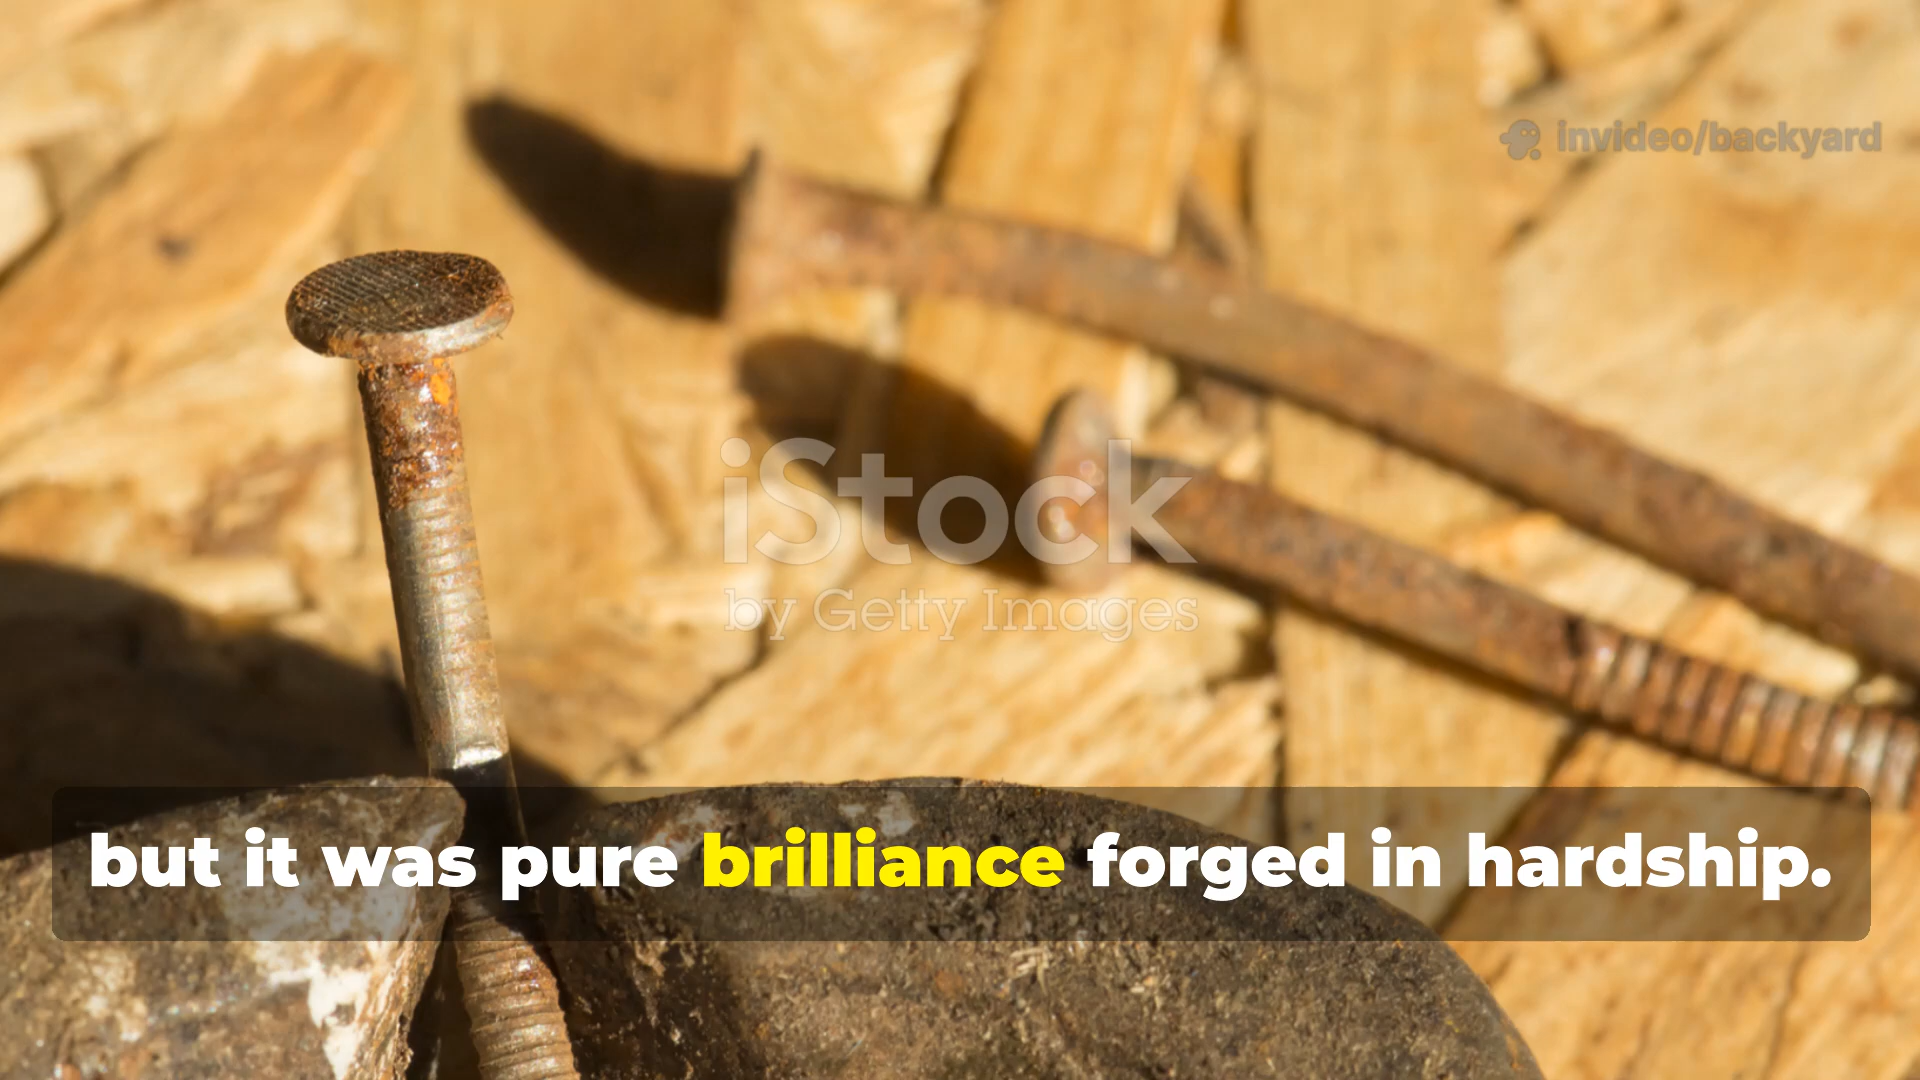 invideo/backyard
iStock
by Getty Images
but it was pure brilliance forged in hardship.